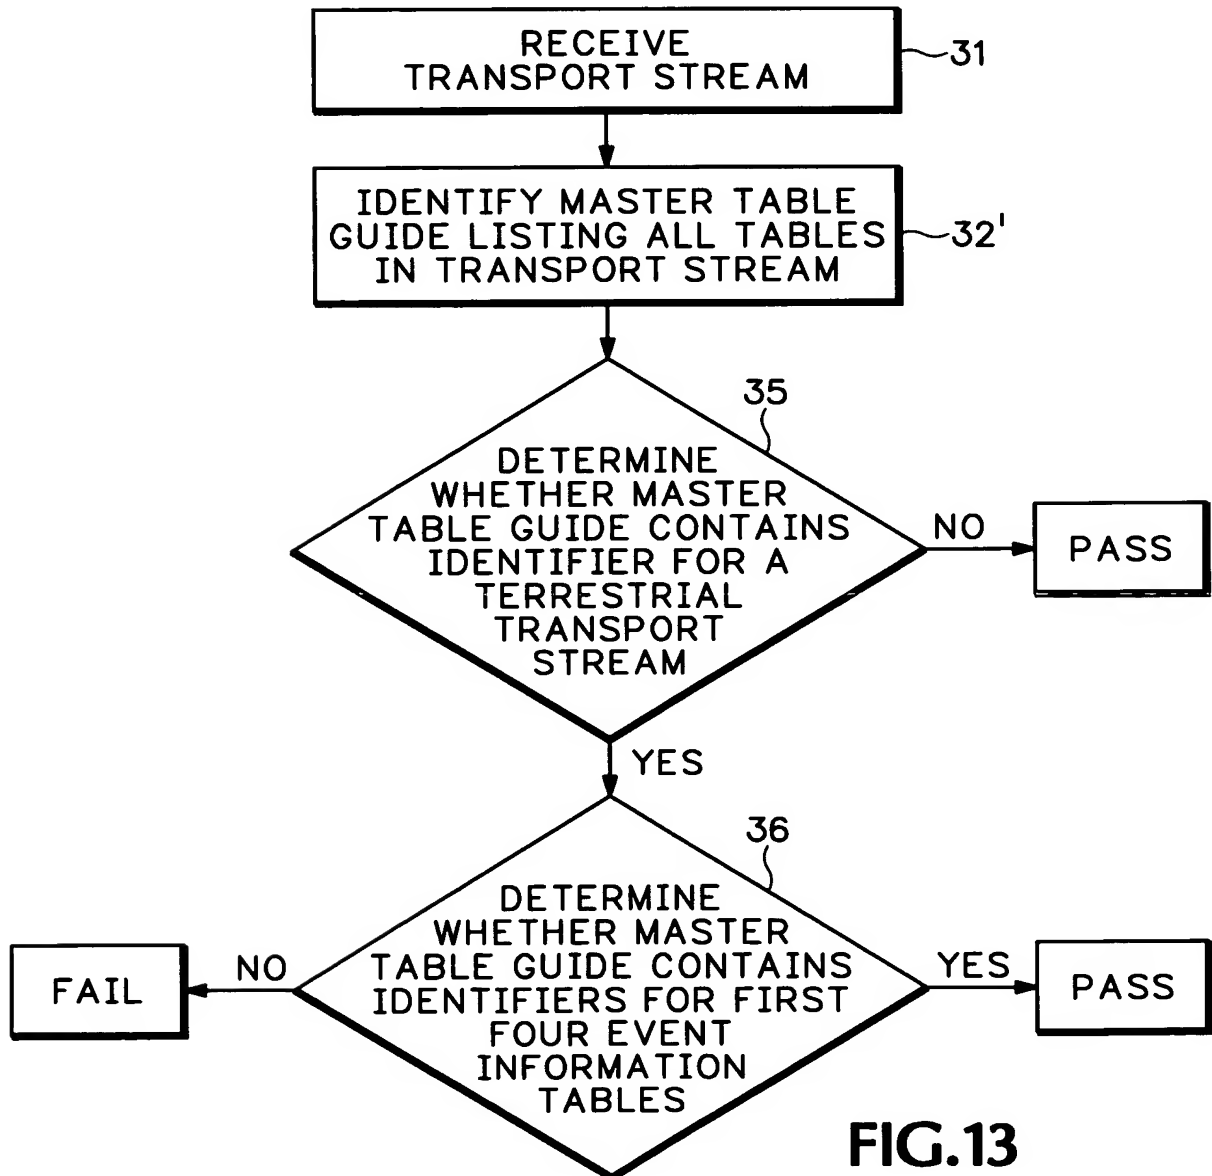 RECEIVE
TRANSPORT STREAM
31
IDENTIFY MASTER TABLE
GUIDE LISTING ALL TABLES
IN TRANSPORT STREAM
32'
35
DETERMINE
WHETHER MASTER
TABLE GUIDE CONTAINS
IDENTIFIER FOR A
TERRESTRIAL
TRANSPORT
STREAM
NO
PASS
YES
36
DETERMINE
WHETHER MASTER
TABLE GUIDE CONTAINS
IDENTIFIERS FOR FIRST
FOUR EVENT
INFORMATION
TABLES
NO
FAIL
YES
PASS
FIG.13